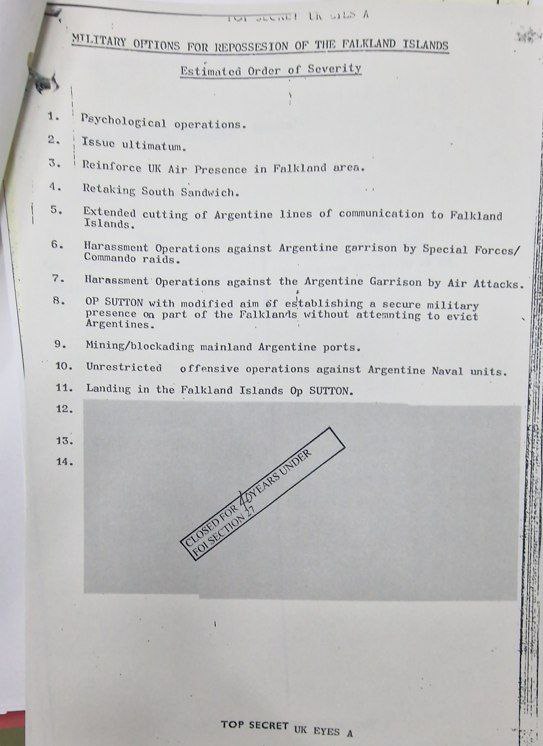 TOP SECRET UK EYES A
MILITARY OPTIONS FOR REPOSSESION OF THE FALKLAND ISLANDS
Estimated Order of Severity
1. Psychological operations.
2. Issue ultimatum.
3. Reinforce UK Air Presence in Falkland area.
4. Retaking South Sandwich.
5. Extended cutting of Argentine lines of communication to Falkland
Islands.
6. Harassment Operations against Argentine garrison by Special Forces/
Commando raids.
7. Harassment Operations against the Argentine Garrison by Air Attacks.
8. OP SUTTON with modified aim of establishing a secure military
presence on part of the Falklands without attemnting to evict
Argentines.
9. Mining/blockading mainland Argentine ports.
10. Unrestricted offensive operations against Argentine Naval units.
11. Landing in the Falkland Islands Op SUTTON.
12.
13.
14.
CLOSED FOR 40 YEARS UNDER
FOI SECTION 27
TOP SECRET UK EYES A